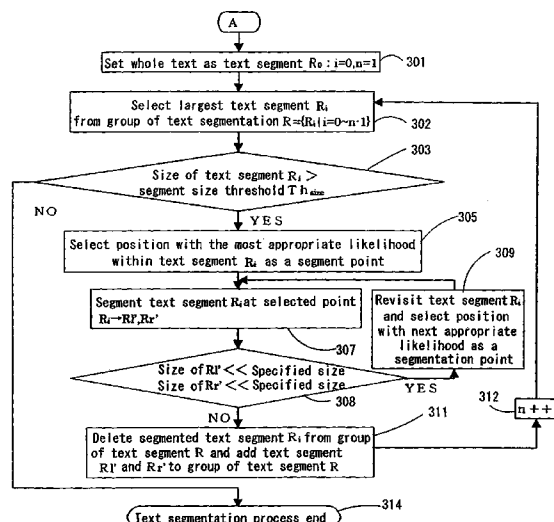 A
Set whole text as text segment R₀ : i=0,n=1
301
Select largest text segment Rᵢ
from group of text segmentation R={Rᵢ|i=0~n-1}
302
303
Size of text segment Rᵢ >
segment size threshold Thsize
NO
YES
305
309
Select position with the most appropriate likelihood
within text segment Rᵢ as a segment point
Segment text segment Rᵢ at selected point
Rᵢ→Rl',Rr'
307
Revisit text segment Rᵢ
and select position
with next appropriate
likelihood as a
segmentation point
Size of Rl' << Specified size
Size of Rr' << Specified size
308
YES
NO
311
312
n++
Delete segmented text segment Rᵢ from group
of text segment R and add text segment
Rl' and Rr' to group of text segment R
314
Text segmentation process end